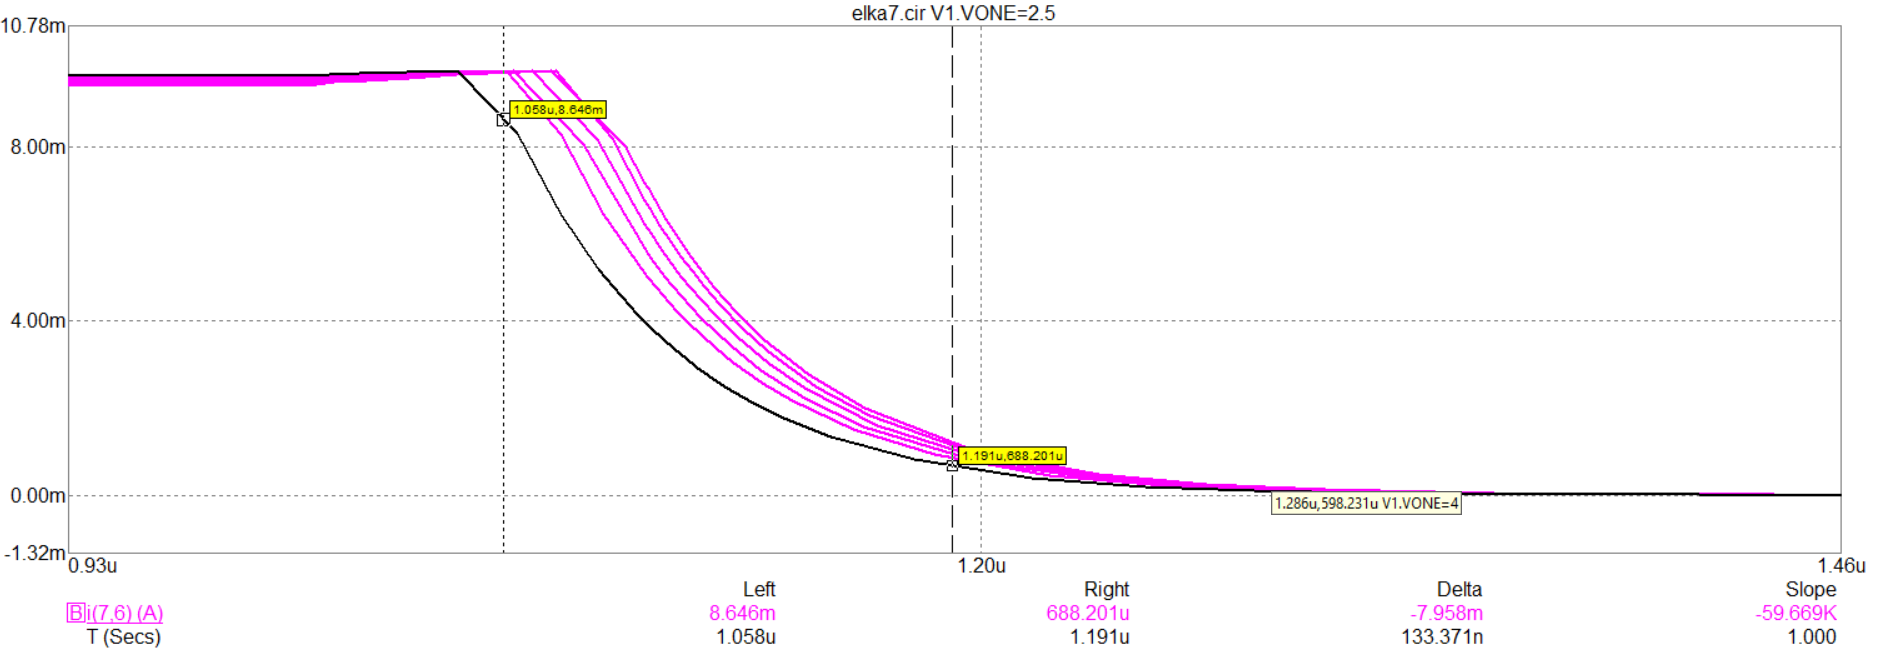 elka7.cir V1.VONE=2.5
10.78m
1.058u,8.646m
8.00m
4.00m
1.191u,688.201u
0.00m
1.286u,598.231u V1.VONE=4
-1.32m
0.93u 1.20u 1.46u
Left Right Delta Slope
B i(7,6) (A) 8.646m 688.201u -7.958m -59.669K
T (Secs) 1.058u 1.191u 133.371n 1.000